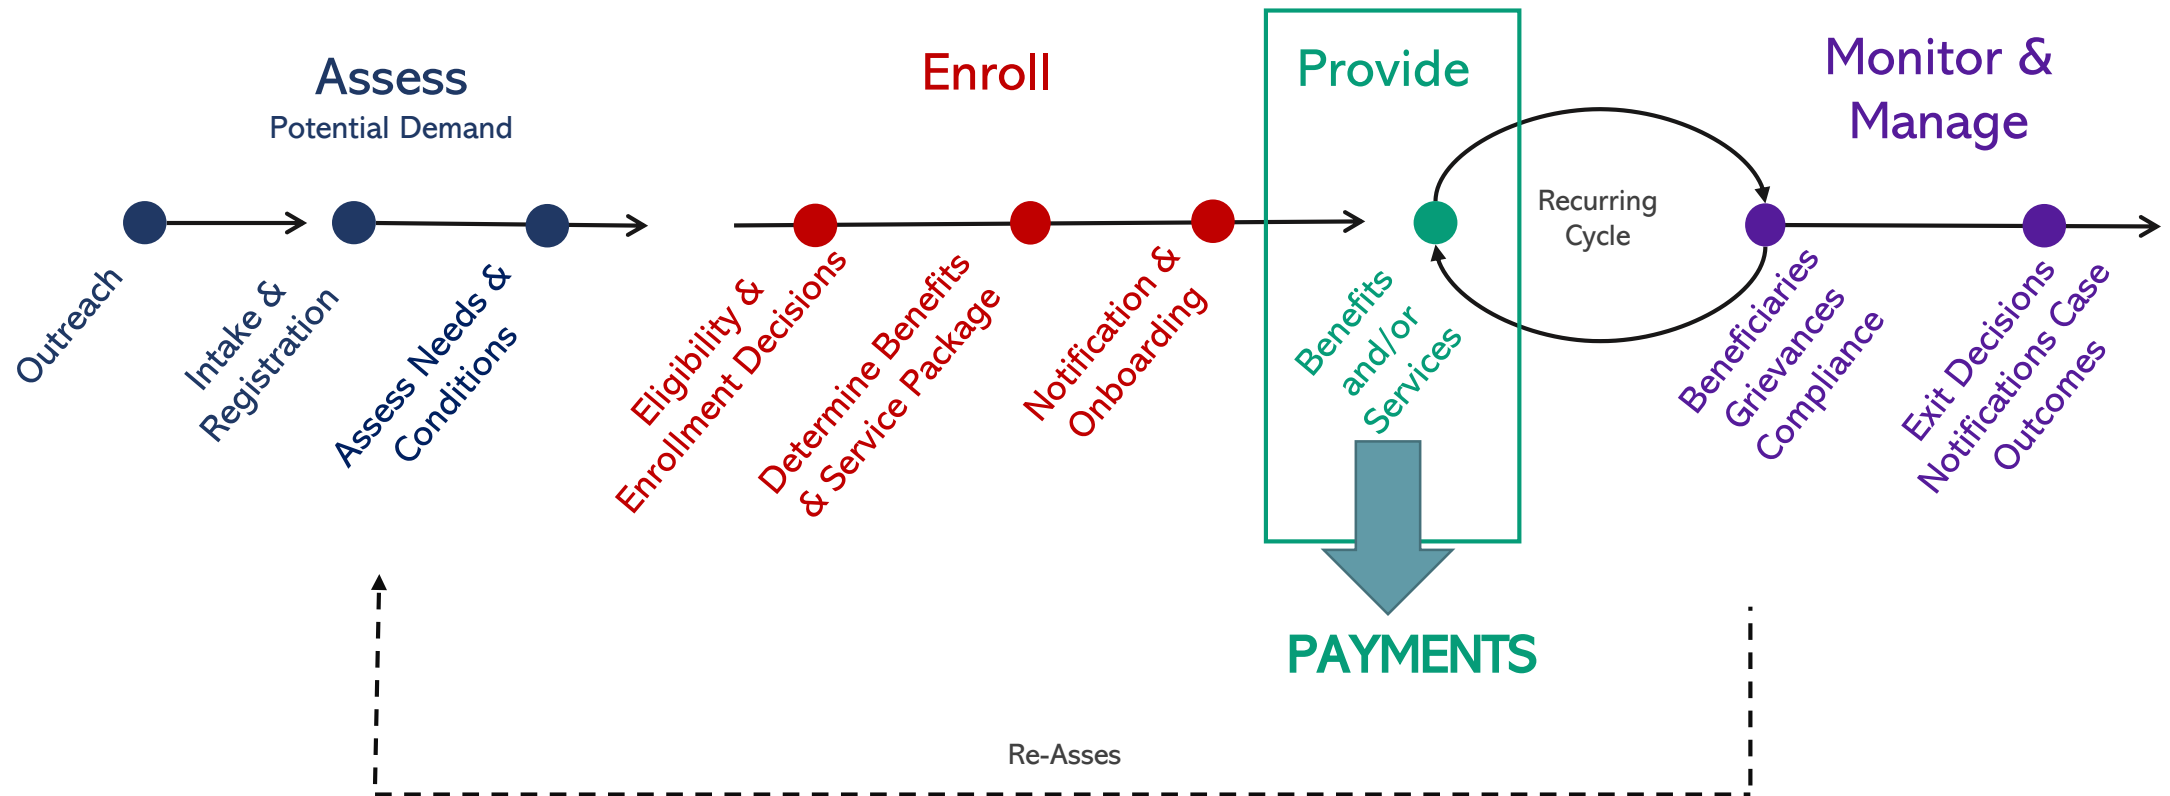 Assess
Potential Demand
Enroll
Provide
Monitor &
Manage
Outreach
Intake &
Registration
Assess Needs &
Conditions
Eligibility &
Enrollment Decisions
Determine Benefits
& Service Package
Notification &
Onboarding
Benefits
and/or
Services
Recurring
Cycle
Beneficiaries
Grievances
Compliance
Exit Decisions
Notifications Case
Outcomes
PAYMENTS
Re-Asses